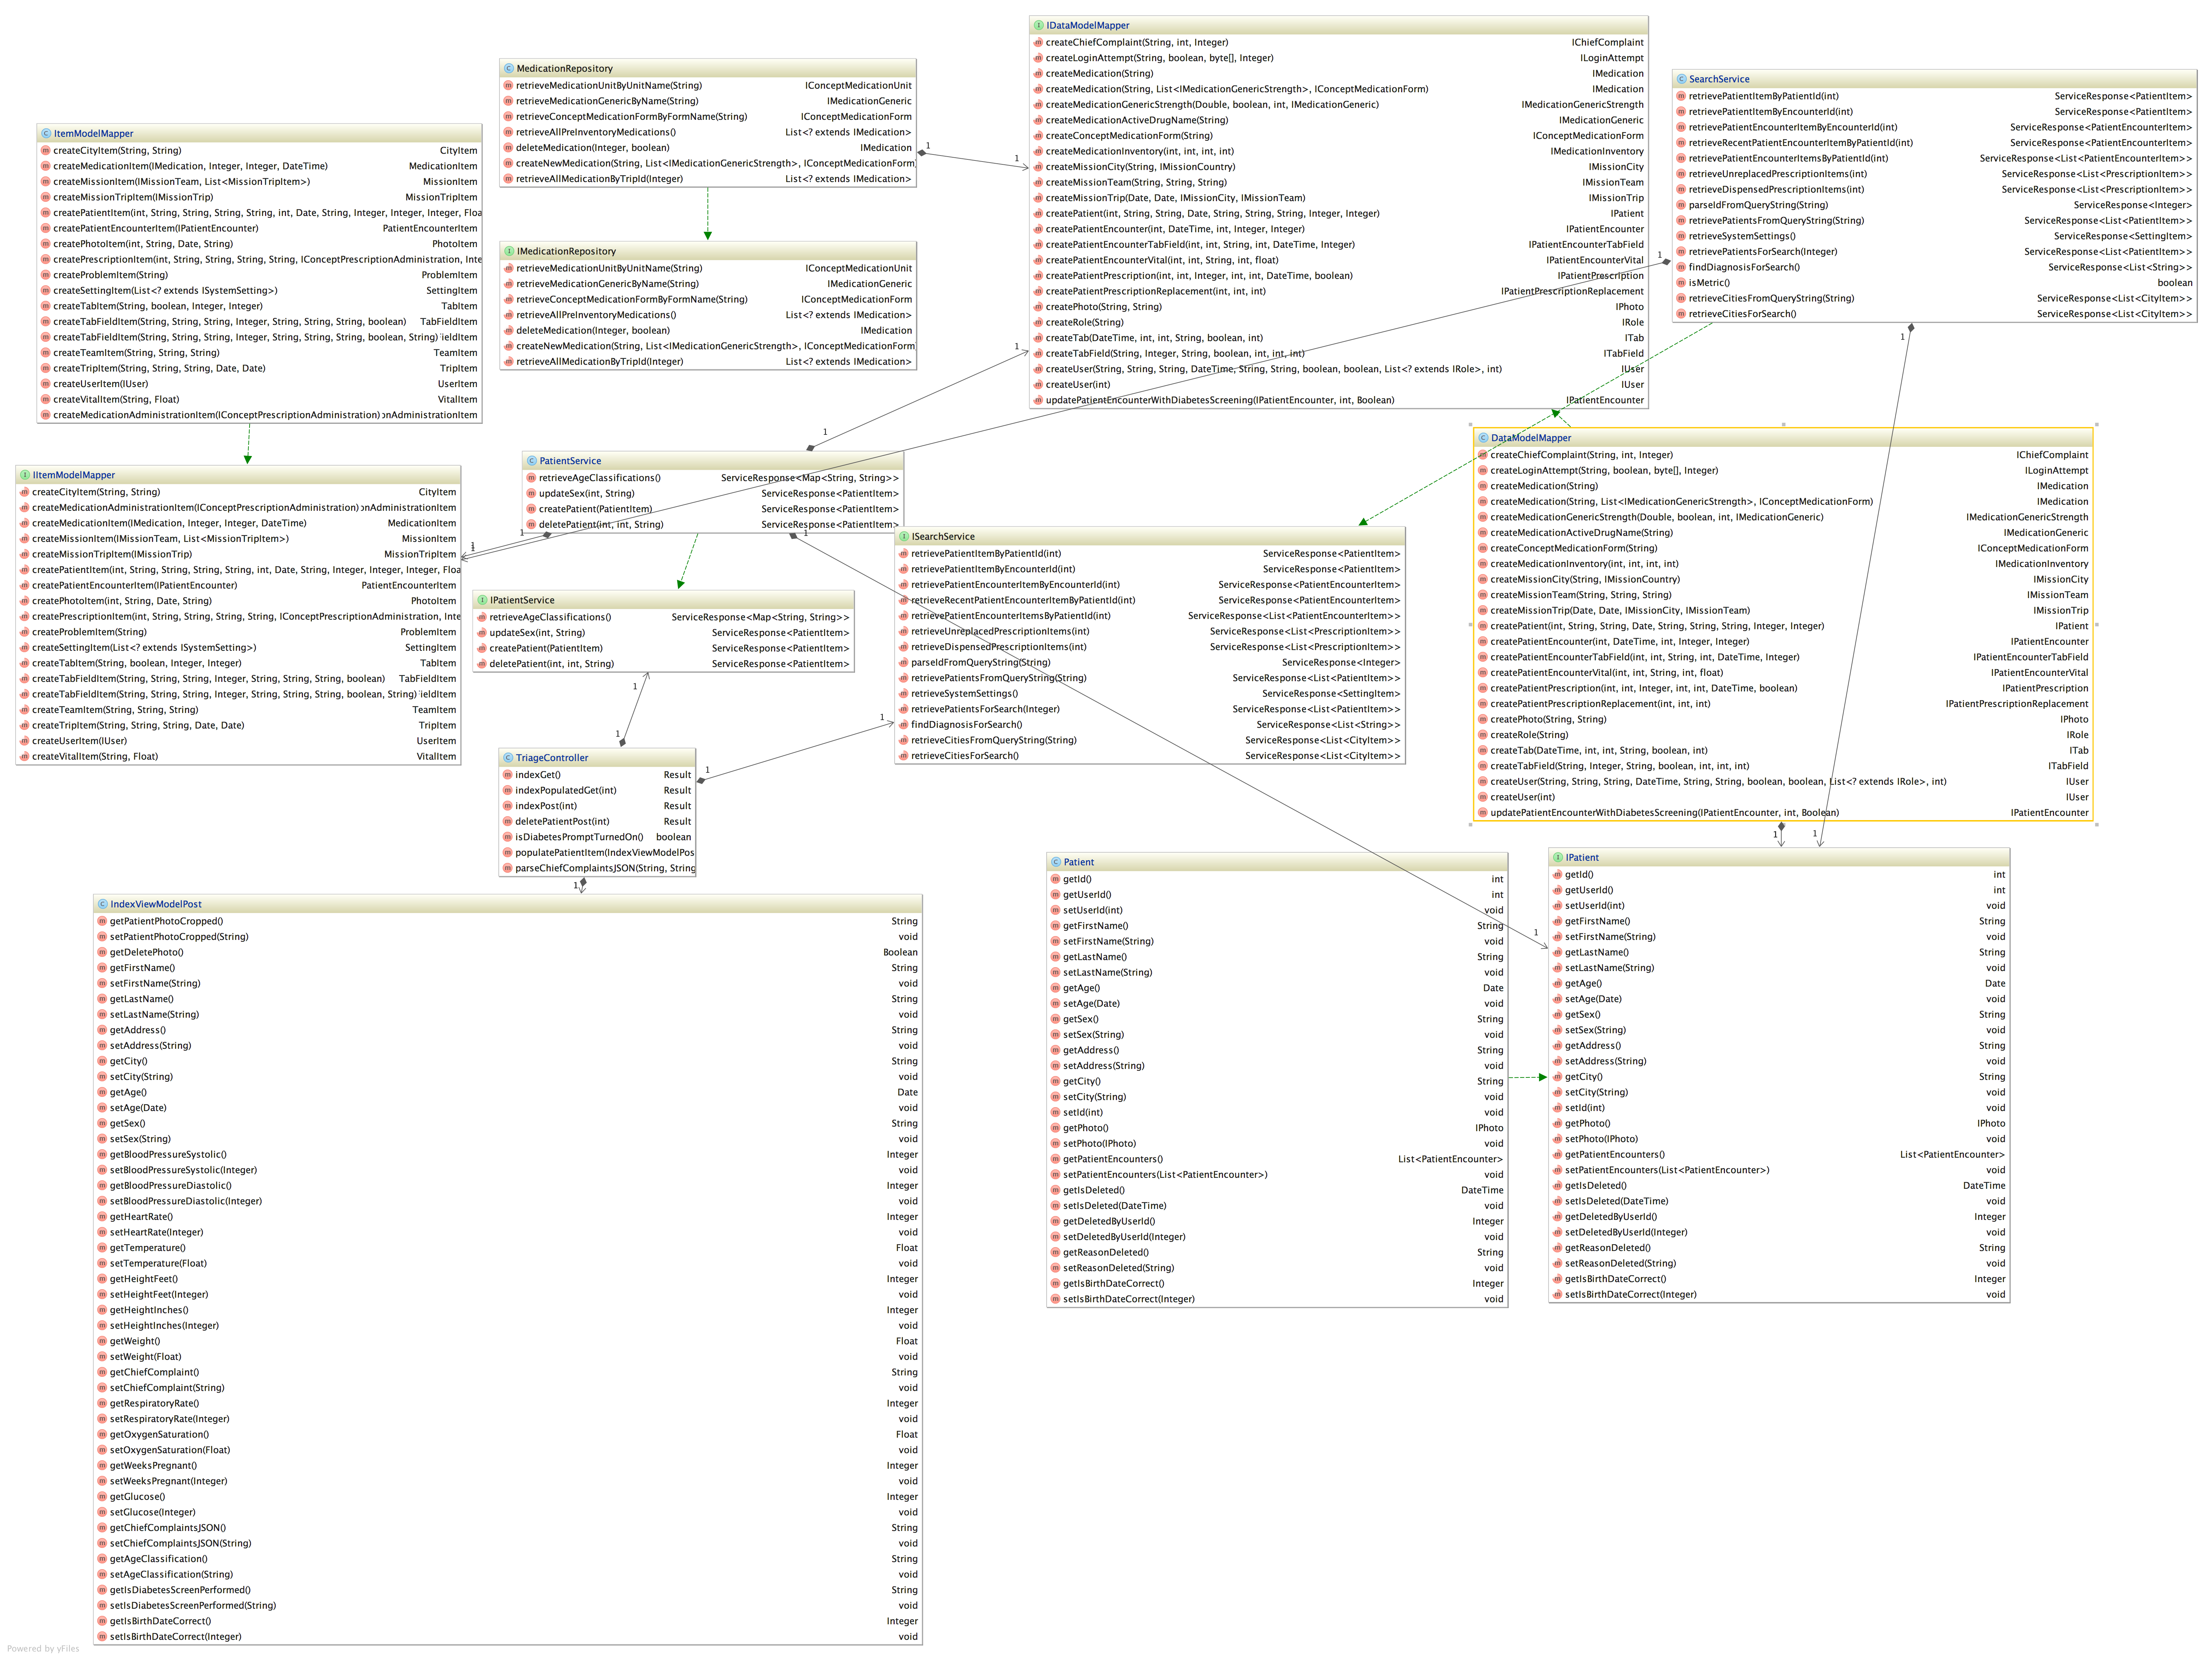 IDataModelMapper
createChiefComplaint(String, int, Integer) IChiefComplaint
createLoginAttempt(String, boolean, byte[], Integer) ILoginAttempt
createMedication(String) IMedication
createMedication(String, List<IMedicationGenericStrength>, IConceptMedicationForm) IMedication
createMedicationGenericStrength(Double, boolean, int, IMedicationGeneric) IMedicationGenericStrength
createMedicationActiveDrugName(String) IMedicationGeneric
createConceptMedicationForm(String) IConceptMedicationForm
createMedicationInventory(int, int, int, int) IMedicationInventory
createMissionCity(String, IMissionCountry) IMissionCity
createMissionTeam(String, String, String) IMissionTeam
createMissionTrip(Date, Date, IMissionCity, IMissionTeam) IMissionTrip
createPatient(int, String, String, Date, String, String, String, Integer, Integer) IPatient
createPatientEncounter(int, DateTime, int, Integer, Integer) IPatientEncounter
createPatientEncounterTabField(int, int, String, int, DateTime, Integer) IPatientEncounterTabField
createPatientEncounterVital(int, int, String, int, float) IPatientEncounterVital
createPatientPrescription(int, int, Integer, int, int, DateTime, boolean) IPatientPrescription
createPatientPrescriptionReplacement(int, int, int) IPatientPrescriptionReplacement
createPhoto(String, String) IPhoto
createRole(String) IRole
createTab(DateTime, int, int, String, boolean, int) ITab
createTabField(String, Integer, String, boolean, int, int, int) ITabField
createUser(String, String, String, DateTime, String, String, boolean, boolean, List<? extends IRole>, int) IUser
createUser(int) IUser
updatePatientEncounterWithDiabetesScreening(IPatientEncounter, int, Boolean) IPatientEncounter
MedicationRepository
retrieveMedicationUnitByUnitName(String) IConceptMedicationUnit
retrieveMedicationGenericByName(String) IMedicationGeneric
retrieveConceptMedicationFormByFormName(String) IConceptMedicationForm
retrieveAllPreInventoryMedications() List<? extends IMedication>
deleteMedication(Integer, boolean) IMedication
createNewMedication(String, List<IMedicationGenericStrength>, IConceptMedicationForm)
retrieveAllMedicationByTripId(Integer) List<? extends IMedication>
1
1
SearchService
retrievePatientItemByPatientId(int) ServiceResponse<PatientItem>
retrievePatientItemByEncounterId(int) ServiceResponse<PatientItem>
retrievePatientEncounterItemByEncounterId(int) ServiceResponse<PatientEncounterItem>
retrieveRecentPatientEncounterItemByPatientId(int) ServiceResponse<PatientEncounterItem>
retrievePatientEncounterItemsByPatientId(int) ServiceResponse<List<PatientEncounterItem>>
retrieveUnreplacedPrescriptionItems(int) ServiceResponse<List<PrescriptionItem>>
retrieveDispensedPrescriptionItems(int) ServiceResponse<List<PrescriptionItem>>
parseIdFromQueryString(String) ServiceResponse<Integer>
retrievePatientsFromQueryString(String) ServiceResponse<List<PatientItem>>
retrieveSystemSettings() ServiceResponse<SettingItem>
retrievePatientsForSearch(Integer) ServiceResponse<List<PatientItem>>
findDiagnosisForSearch() ServiceResponse<List<String>>
isMetric() boolean
retrieveCitiesFromQueryString(String) ServiceResponse<List<CityItem>>
retrieveCitiesForSearch() ServiceResponse<List<CityItem>>
1
1
ItemModelMapper
createCityItem(String, String) CityItem
createMedicationItem(IMedication, Integer, Integer, DateTime) MedicationItem
createMissionItem(IMissionTeam, List<MissionTripItem>) MissionItem
createMissionTripItem(IMissionTrip) MissionTripItem
createPatientItem(int, String, String, String, String, int, Date, String, Integer, Integer, Integer, Floa
createPatientEncounterItem(IPatientEncounter) PatientEncounterItem
createPhotoItem(int, String, Date, String) PhotoItem
createPrescriptionItem(int, String, String, String, String, IConceptPrescriptionAdministration, Inte
createProblemItem(String) ProblemItem
createSettingItem(List<? extends ISystemSetting>) SettingItem
createTabItem(String, boolean, Integer, Integer) TabItem
createTabFieldItem(String, String, String, Integer, String, String, String, boolean) TabFieldItem
createTabFieldItem(String, String, String, Integer, String, String, String, boolean, String) ieldItem
createTeamItem(String, String, String) TeamItem
createTripItem(String, String, String, Date, Date) TripItem
createUserItem(IUser) UserItem
createVitalItem(String, Float) VitalItem
createMedicationAdministrationItem(IConceptPrescriptionAdministration) onAdministrationItem
IMedicationRepository
retrieveMedicationUnitByUnitName(String) IConceptMedicationUnit
retrieveMedicationGenericByName(String) IMedicationGeneric
retrieveConceptMedicationFormByFormName(String) IConceptMedicationForm
retrieveAllPreInventoryMedications() List<? extends IMedication>
deleteMedication(Integer, boolean) IMedication
createNewMedication(String, List<IMedicationGenericStrength>, IConceptMedicationForm)
retrieveAllMedicationByTripId(Integer) List<? extends IMedication>
1
1
IItemModelMapper
createCityItem(String, String) CityItem
createMedicationAdministrationItem(IConceptPrescriptionAdministration) onAdministrationItem
createMedicationItem(IMedication, Integer, Integer, DateTime) MedicationItem
createMissionItem(IMissionTeam, List<MissionTripItem>) MissionItem
createMissionTripItem(IMissionTrip) MissionTripItem
createPatientItem(int, String, String, String, String, int, Date, String, Integer, Integer, Integer, Floa
createPatientEncounterItem(IPatientEncounter) PatientEncounterItem
createPhotoItem(int, String, Date, String) PhotoItem
createPrescriptionItem(int, String, String, String, String, IConceptPrescriptionAdministration, Inte
createProblemItem(String) ProblemItem
createSettingItem(List<? extends ISystemSetting>) SettingItem
createTabItem(String, boolean, Integer, Integer) TabItem
createTabFieldItem(String, String, String, Integer, String, String, String, boolean) TabFieldItem
createTabFieldItem(String, String, String, Integer, String, String, String, boolean, String) ieldItem
createTeamItem(String, String, String) TeamItem
createTripItem(String, String, String, Date, Date) TripItem
createUserItem(IUser) UserItem
createVitalItem(String, Float) VitalItem
1
1
PatientService
retrieveAgeClassifications() ServiceResponse<Map<String, String>>
updateSex(int, String) ServiceResponse<PatientItem>
createPatient(PatientItem) ServiceResponse<PatientItem>
deletePatient(int, int, String) ServiceResponse<PatientItem>
1
1
DataModelMapper
createChiefComplaint(String, int, Integer) IChiefComplaint
createLoginAttempt(String, boolean, byte[], Integer) ILoginAttempt
createMedication(String) IMedication
createMedication(String, List<IMedicationGenericStrength>, IConceptMedicationForm) IMedication
createMedicationGenericStrength(Double, boolean, int, IMedicationGeneric) IMedicationGenericStrength
createMedicationActiveDrugName(String) IMedicationGeneric
createConceptMedicationForm(String) IConceptMedicationForm
createMedicationInventory(int, int, int, int) IMedicationInventory
createMissionCity(String, IMissionCountry) IMissionCity
createMissionTeam(String, String, String) IMissionTeam
createMissionTrip(Date, Date, IMissionCity, IMissionTeam) IMissionTrip
createPatient(int, String, String, Date, String, String, String, Integer, Integer) IPatient
createPatientEncounter(int, DateTime, int, Integer, Integer) IPatientEncounter
createPatientEncounterTabField(int, int, String, int, DateTime, Integer) IPatientEncounterTabField
createPatientEncounterVital(int, int, String, int, float) IPatientEncounterVital
createPatientPrescription(int, int, Integer, int, int, DateTime, boolean) IPatientPrescription
createPatientPrescriptionReplacement(int, int, int) IPatientPrescriptionReplacement
createPhoto(String, String) IPhoto
createRole(String) IRole
createTab(DateTime, int, int, String, boolean, int) ITab
createTabField(String, Integer, String, boolean, int, int, int) ITabField
createUser(String, String, String, DateTime, String, String, boolean, boolean, List<? extends IRole>, int) IUser
createUser(int) IUser
updatePatientEncounterWithDiabetesScreening(IPatientEncounter, int, Boolean) IPatientEncounter
1
1
ISearchService
retrievePatientItemByPatientId(int) ServiceResponse<PatientItem>
retrievePatientItemByEncounterId(int) ServiceResponse<PatientItem>
retrievePatientEncounterItemByEncounterId(int) ServiceResponse<PatientEncounterItem>
retrieveRecentPatientEncounterItemByPatientId(int) ServiceResponse<PatientEncounterItem>
retrievePatientEncounterItemsByPatientId(int) ServiceResponse<List<PatientEncounterItem>>
retrieveUnreplacedPrescriptionItems(int) ServiceResponse<List<PrescriptionItem>>
retrieveDispensedPrescriptionItems(int) ServiceResponse<List<PrescriptionItem>>
parseIdFromQueryString(String) ServiceResponse<Integer>
retrievePatientsFromQueryString(String) ServiceResponse<List<PatientItem>>
retrieveSystemSettings() ServiceResponse<SettingItem>
retrievePatientsForSearch(Integer) ServiceResponse<List<PatientItem>>
findDiagnosisForSearch() ServiceResponse<List<String>>
retrieveCitiesFromQueryString(String) ServiceResponse<List<CityItem>>
retrieveCitiesForSearch() ServiceResponse<List<CityItem>>
IPatientService
retrieveAgeClassifications() ServiceResponse<Map<String, String>>
updateSex(int, String) ServiceResponse<PatientItem>
createPatient(PatientItem) ServiceResponse<PatientItem>
deletePatient(int, int, String) ServiceResponse<PatientItem>
1
1
1
1
TriageController
indexGet() Result
indexPopulatedGet(int) Result
indexPost(int) Result
deletePatientPost(int) Result
isDiabetesPromptTurnedOn() boolean
populatePatientItem(IndexViewModelPos
parseChiefComplaintsJSON(String, String
1
IndexViewModelPost
getPatientPhotoCropped() String
setPatientPhotoCropped(String) void
getDeletePhoto() Boolean
getFirstName() String
setFirstName(String) void
getLastName() String
setLastName(String) void
getAddress() String
setAddress(String) void
getCity() String
setCity(String) void
getAge() Date
setAge(Date) void
getSex() String
setSex(String) void
getBloodPressureSystolic() Integer
setBloodPressureSystolic(Integer) void
getBloodPressureDiastolic() Integer
setBloodPressureDiastolic(Integer) void
getHeartRate() Integer
setHeartRate(Integer) void
getTemperature() Float
setTemperature(Float) void
getHeightFeet() Integer
setHeightFeet(Integer) void
getHeightInches() Integer
setHeightInches(Integer) void
getWeight() Float
setWeight(Float) void
getChiefComplaint() String
setChiefComplaint(String) void
getRespiratoryRate() Integer
setRespiratoryRate(Integer) void
getOxygenSaturation() Float
setOxygenSaturation(Float) void
getWeeksPregnant() Integer
setWeeksPregnant(Integer) void
getGlucose() Integer
setGlucose(Integer) void
getChiefComplaintsJSON() String
setChiefComplaintsJSON(String) void
getAgeClassification() String
setAgeClassification(String) void
getIsDiabetesScreenPerformed() String
setIsDiabetesScreenPerformed(String) void
getIsBirthDateCorrect() Integer
setIsBirthDateCorrect(Integer) void
Patient
getId() int
getUserId() int
setUserId(int) void
getFirstName() String
setFirstName(String) void
getLastName() String
setLastName(String) void
getAge() Date
setAge(Date) void
getSex() String
setSex(String) void
getAddress() String
setAddress(String) void
getCity() String
setCity(String) void
setId(int) void
getPhoto() IPhoto
setPhoto(IPhoto) void
getPatientEncounters() List<PatientEncounter>
setPatientEncounters(List<PatientEncounter>) void
getIsDeleted() DateTime
setIsDeleted(DateTime) void
getDeletedByUserId() Integer
setDeletedByUserId(Integer) void
getReasonDeleted() String
setReasonDeleted(String) void
getIsBirthDateCorrect() Integer
setIsBirthDateCorrect(Integer) void
1
IPatient
getId() int
getUserId() int
setUserId(int) void
getFirstName() String
setFirstName(String) void
getLastName() String
setLastName(String) void
getAge() Date
setAge(Date) void
getSex() String
setSex(String) void
getAddress() String
setAddress(String) void
getCity() String
setCity(String) void
setId(int) void
getPhoto() IPhoto
setPhoto(IPhoto) void
getPatientEncounters() List<PatientEncounter>
setPatientEncounters(List<PatientEncounter>) void
getIsDeleted() DateTime
setIsDeleted(DateTime) void
getDeletedByUserId() Integer
setDeletedByUserId(Integer) void
getReasonDeleted() String
setReasonDeleted(String) void
getIsBirthDateCorrect() Integer
setIsBirthDateCorrect(Integer) void
Powered by yFiles